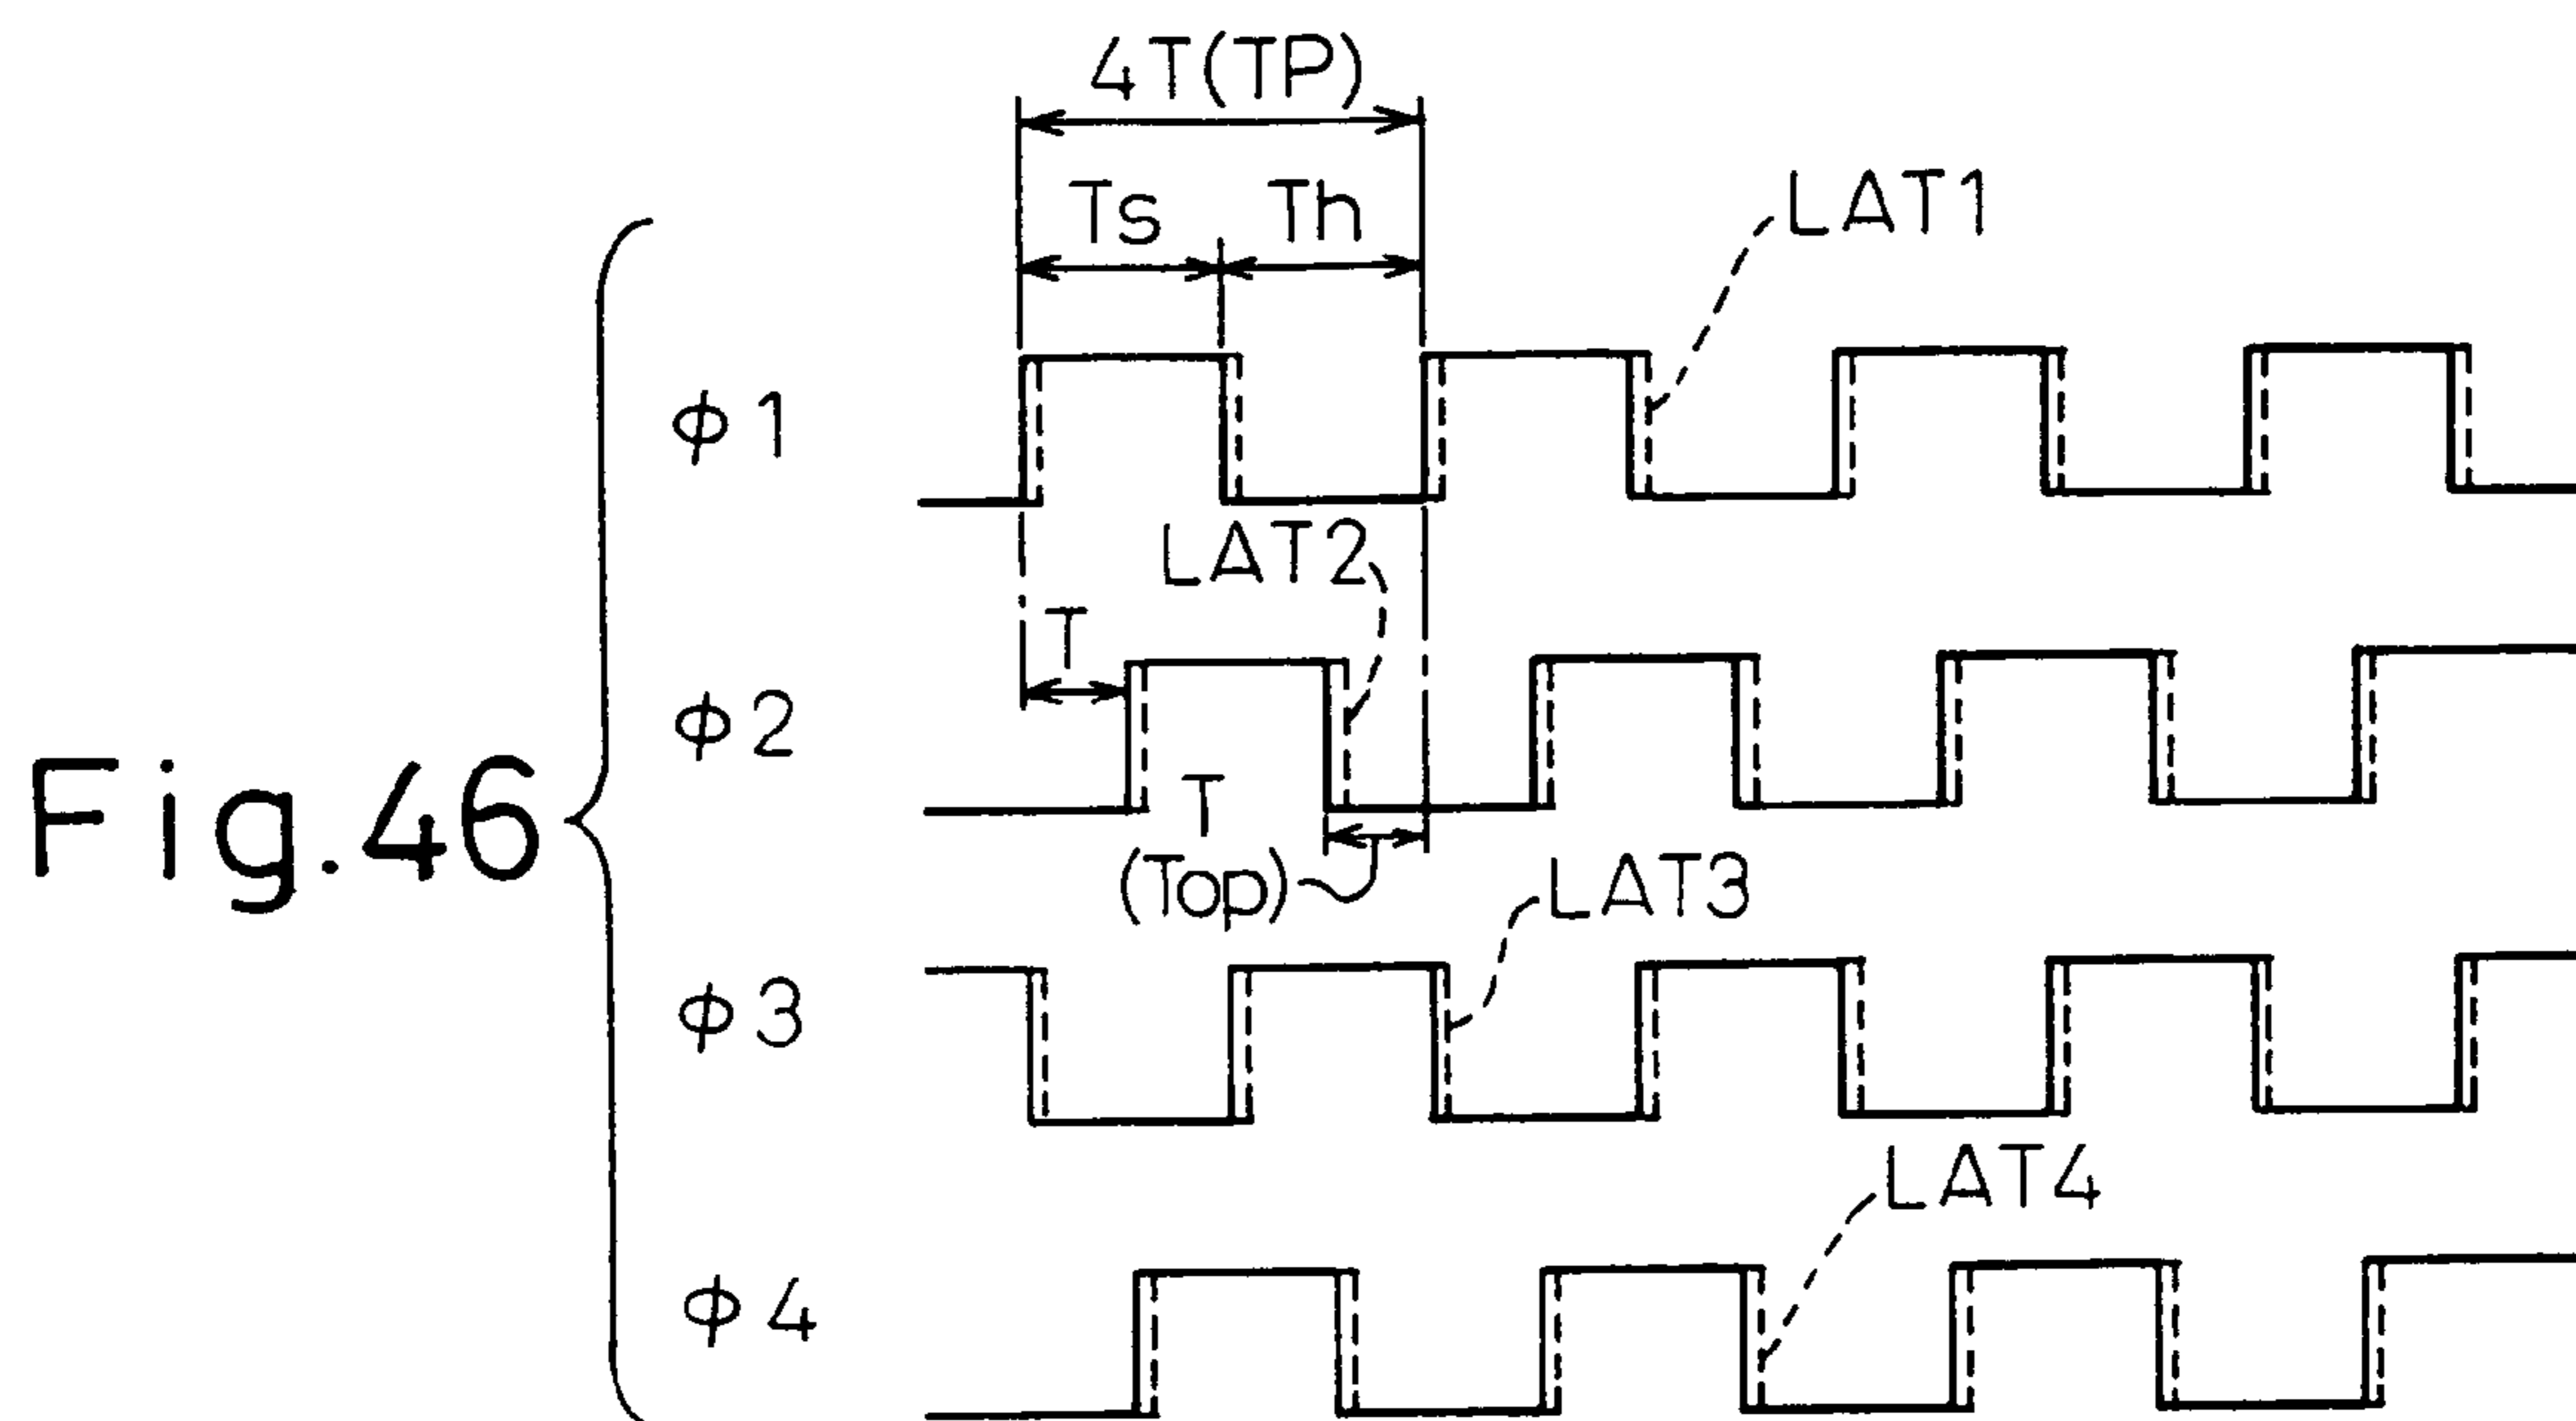 4T(TP)
Ts Th
LAT1
φ1
LAT2
T
φ2
Fig.46
T
(Top)
LAT3
φ3
LAT4
φ4